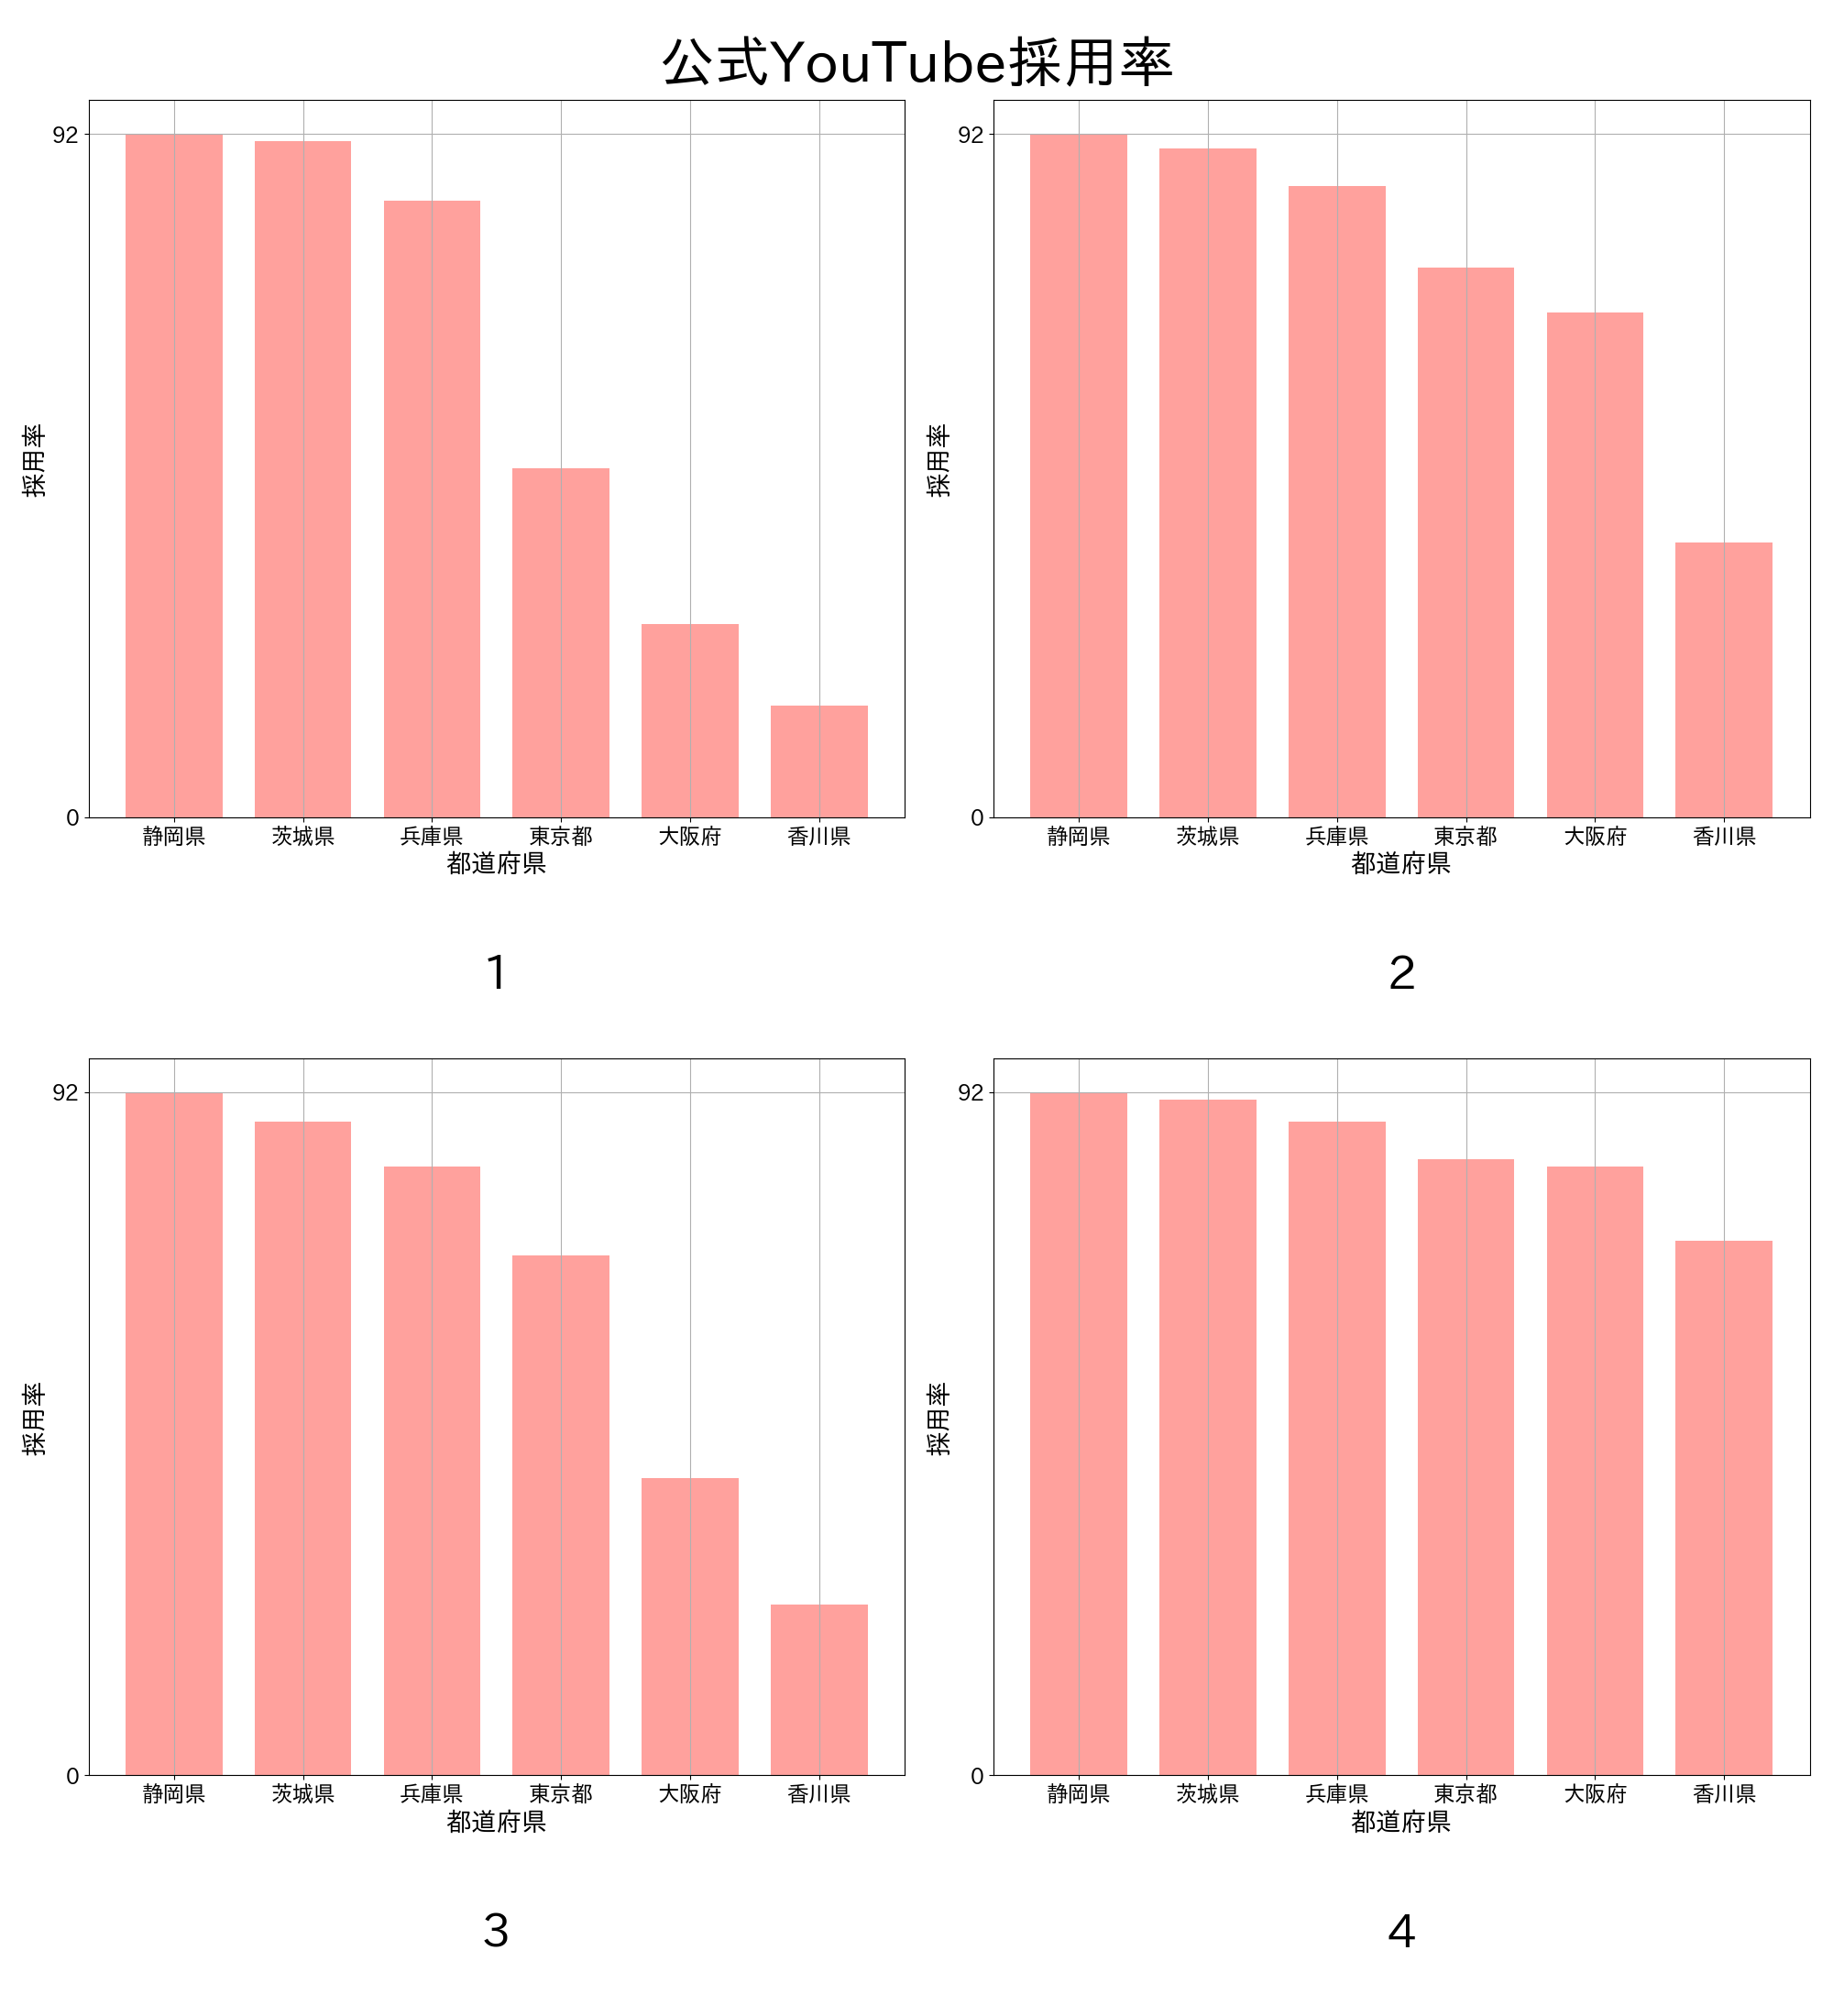 公式YouTube採用率
92
採用率
0
静岡県 茨城県 兵庫県 東京都 大阪府 香川県
都道府県
1
92
採用率
0
静岡県 茨城県 兵庫県 東京都 大阪府 香川県
都道府県
2
92
採用率
0
静岡県 茨城県 兵庫県 東京都 大阪府 香川県
都道府県
3
92
採用率
0
静岡県 茨城県 兵庫県 東京都 大阪府 香川県
都道府県
4